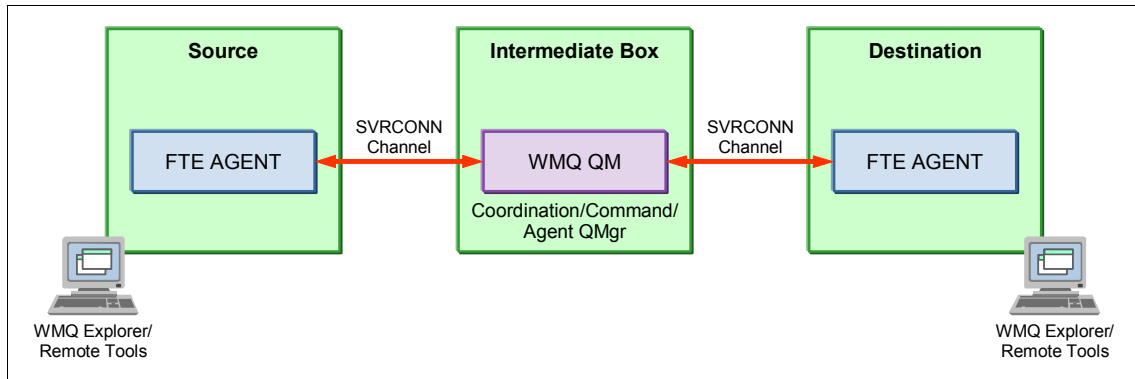 Source
Intermediate Box
Destination
SVRCONN
Channel
SVRCONN
Channel
FTE AGENT
WMQ QM
FTE AGENT
Coordination/Command/
Agent QMgr
WMQ Explorer/
Remote Tools
WMQ Explorer/
Remote Tools